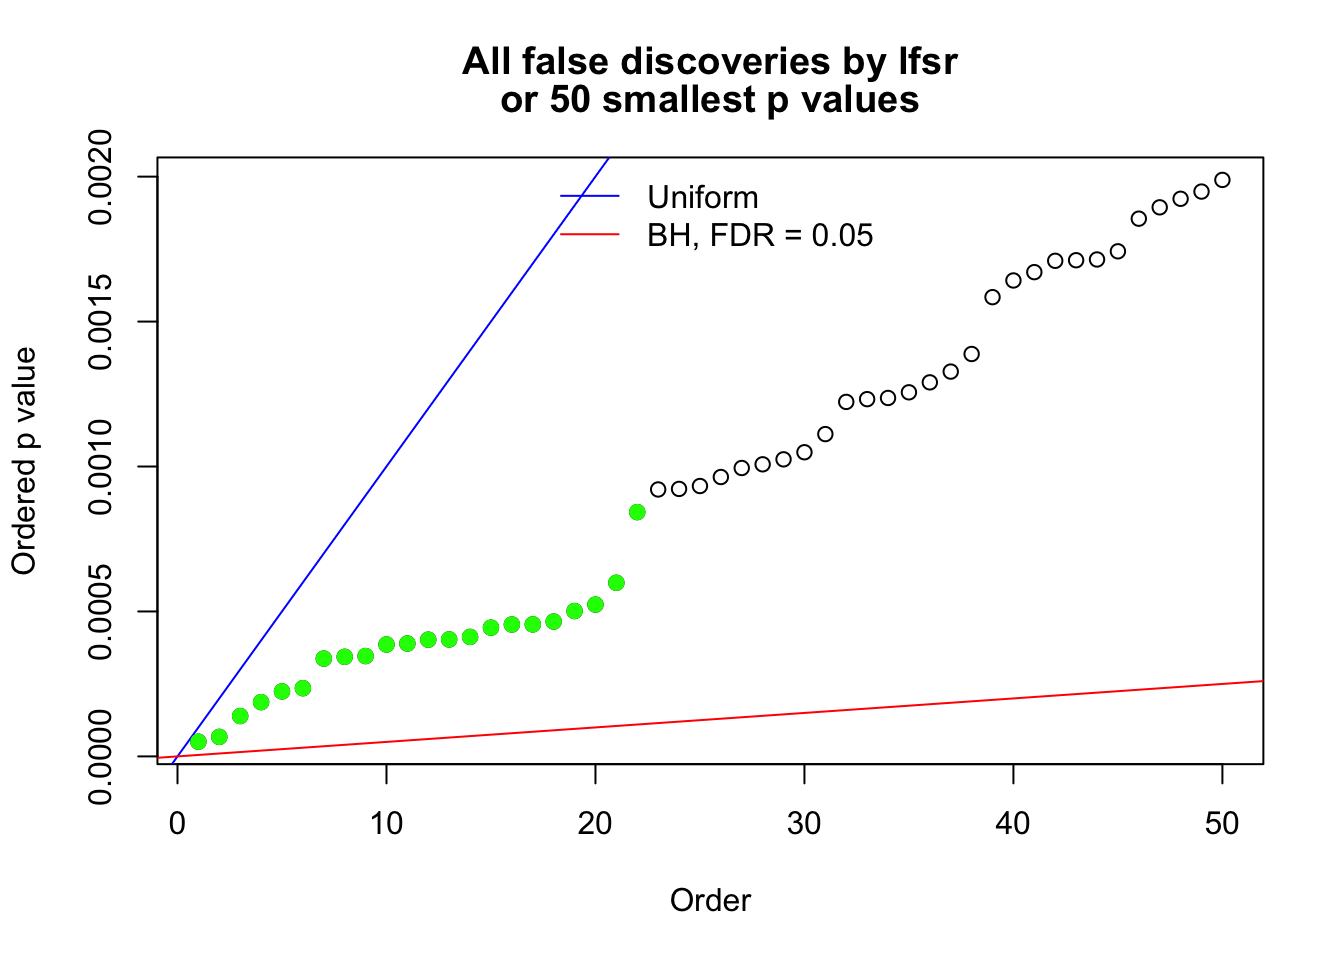 All false discoveries by lfsr
or 50 smallest p values
Uniform
BH, FDR = 0.05
Ordered p value
0.0020
0.0015
0.0010
0.0005
0.0000
0 10 20 30 40 50
Order